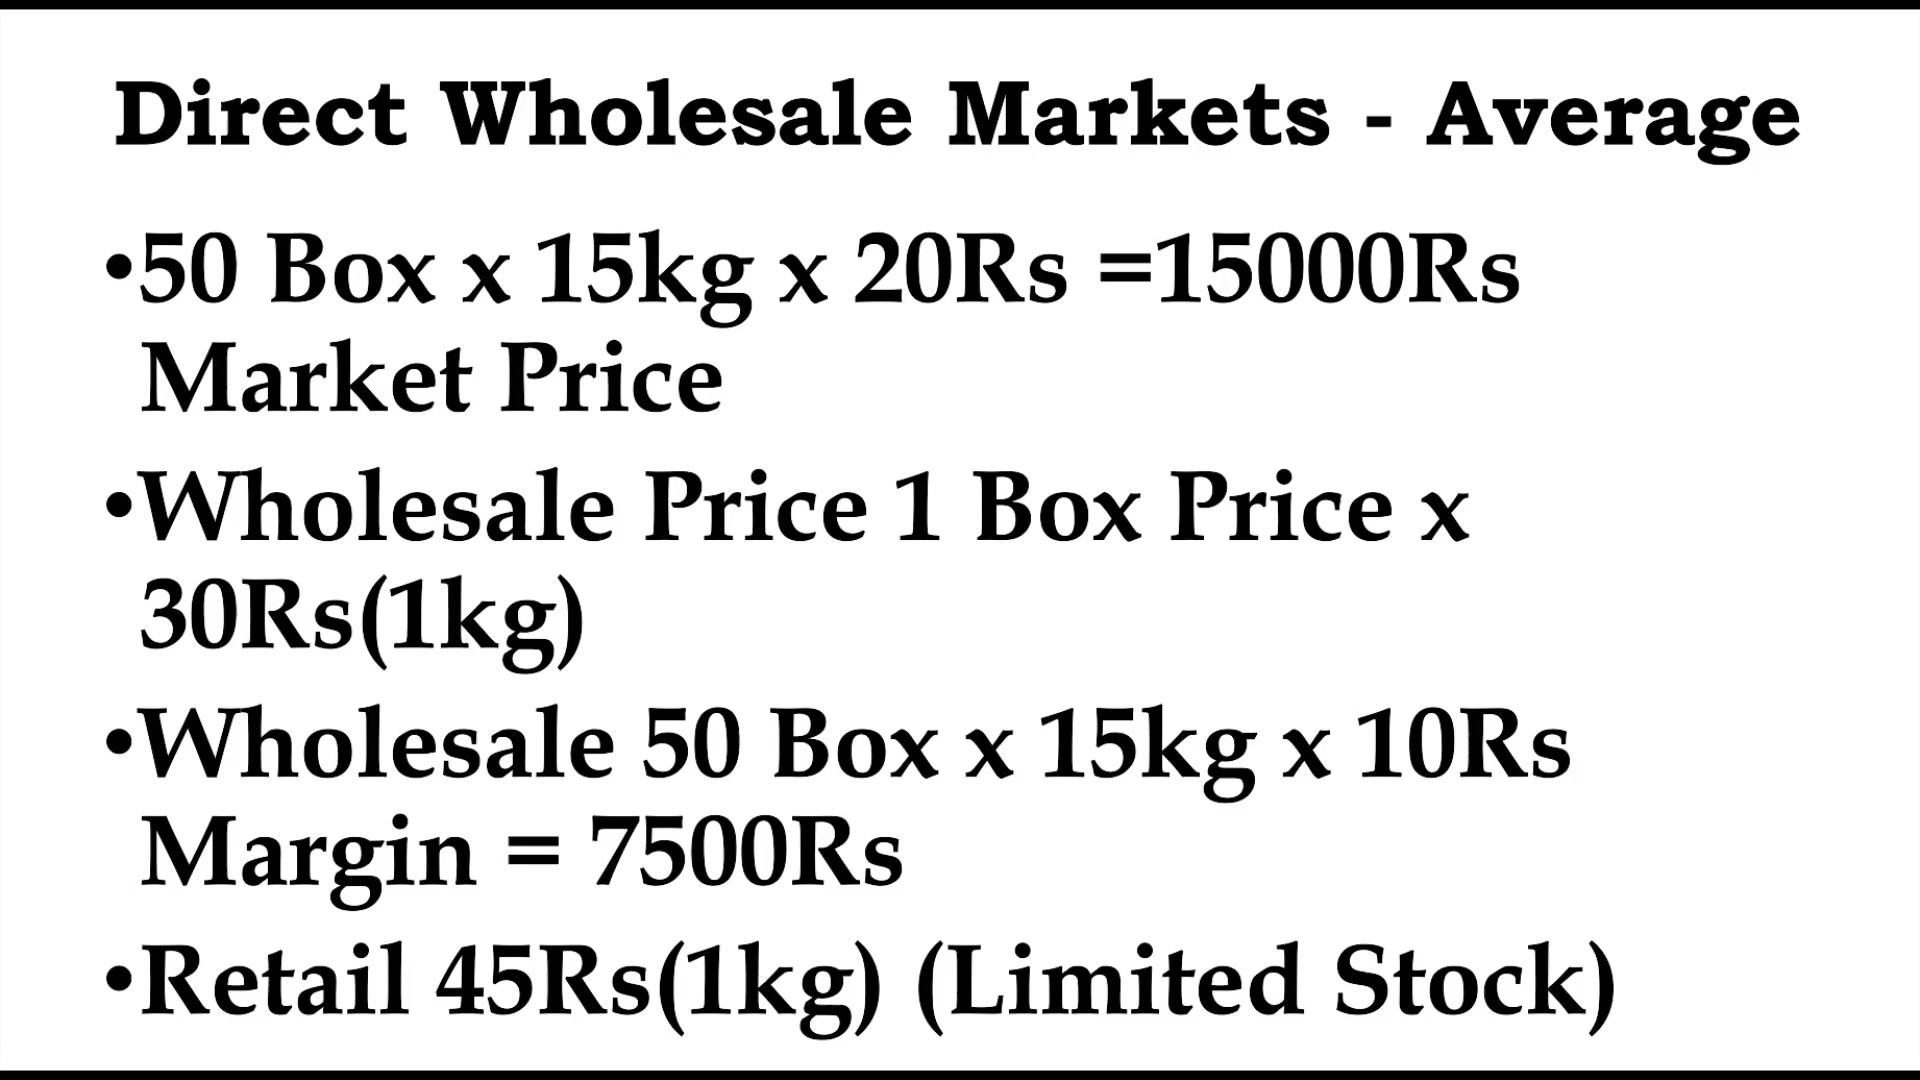 Direct Wholesale Markets - Average
•50 Box x 15kg x 20Rs =15000Rs
Market Price
•Wholesale Price 1 Box Price x
30Rs(1kg)
•Wholesale 50 Box x 15kg x 10Rs
Margin = 7500Rs
•Retail 45Rs(1kg) (Limited Stock)